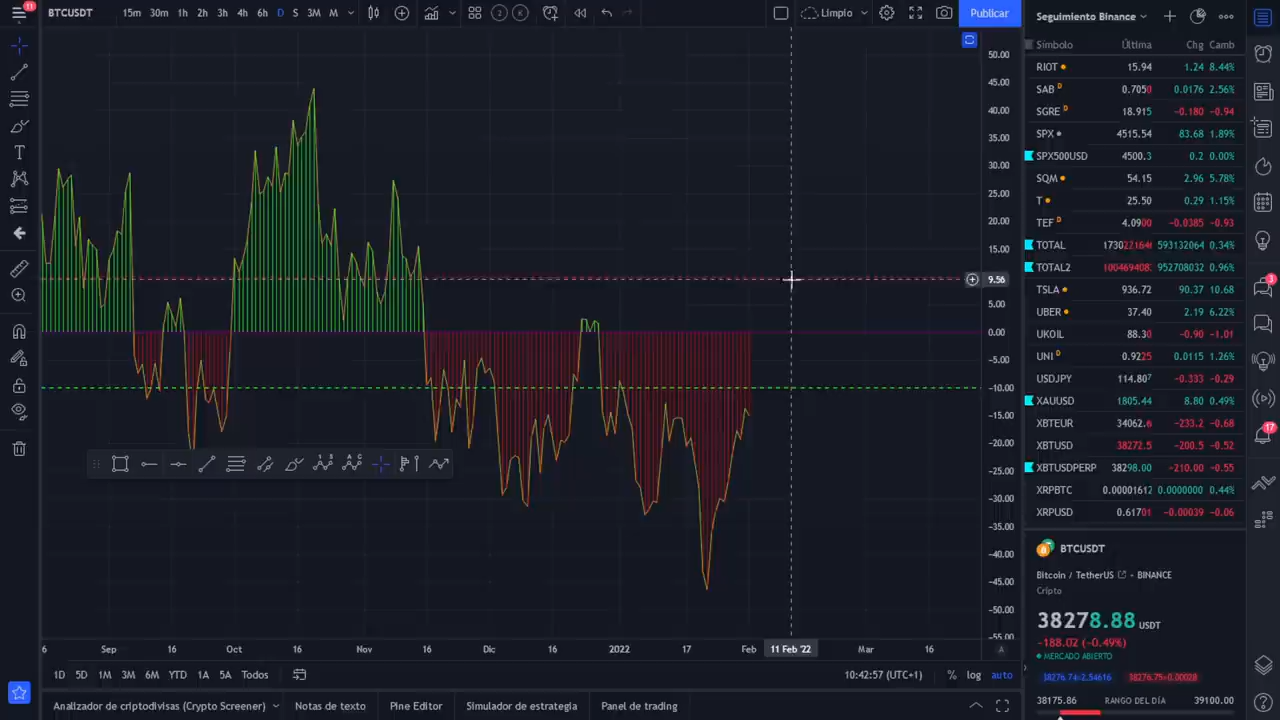 11
BTCUSDT
15m 30m 1h 2h 3h 4h 6h D S 3M M
2 K
Limpio
Publicar
50.00
45.00
40.00
35.00
30.00
25.00
20.00
15.00
9.56
5.00
0.00
-5.00
-10.00
-15.00
-20.00
-25.00
-30.00
-35.00
-40.00
-45.00
-50.00
-55.00
6 Sep 16 Oct 16 Nov 16 Dic 16 2022 17 Feb 11 Feb '22 Mar 16 A
1D 5D 1M 3M 6M YTD 1A 5A Todos
10:42:57 (UTC+1) % log auto
Analizador de criptodivisas (Crypto Screener) Notas de texto Pine Editor Simulador de estrategia Panel de trading
Seguimiento Binance
Símbolo Última Chg Camb
RIOT 15.94 1.24 8.44%
SAB D 0.7050 0.0176 2.56%
SGRE D 18.915 -0.180 -0.94
SPX 4515.54 83.68 1.89%
SPX500USD 4500.3 0.2 0.00%
SQM 54.15 2.96 5.78%
T 25.50 0.29 1.15%
TEF D 4.0900 -0.0385 -0.93
TOTAL 593132064 0.34%
TOTAL2 952708032 0.96%
TSLA 936.72 90.37 10.68
UBER 37.40 2.19 6.22%
UKOIL 88.30 -0.90 -1.01
UNI D 0.9225 0.0115 1.26%
USDJPY 114.807 -0.333 -0.29
XAUUSD 1805.44 8.80 0.49%
XBTEUR 34062.6 -233.2 -0.68
XBTUSD 38272.5 -200.5 -0.52
XBTUSDPERP 38298.00 -210.00 -0.55
XRPBTC 0.00001612 0.0000000 0.44%
XRPUSD 0.61701 -0.00039 -0.06
BTCUSDT
Bitcoin / TetherUS • BINANCE
Cripto
38278.88 USDT
-188.02 (-0.49%)
MERCADO ABIERTO
38175.86 RANGO DEL DÍA 39100.00
3
17